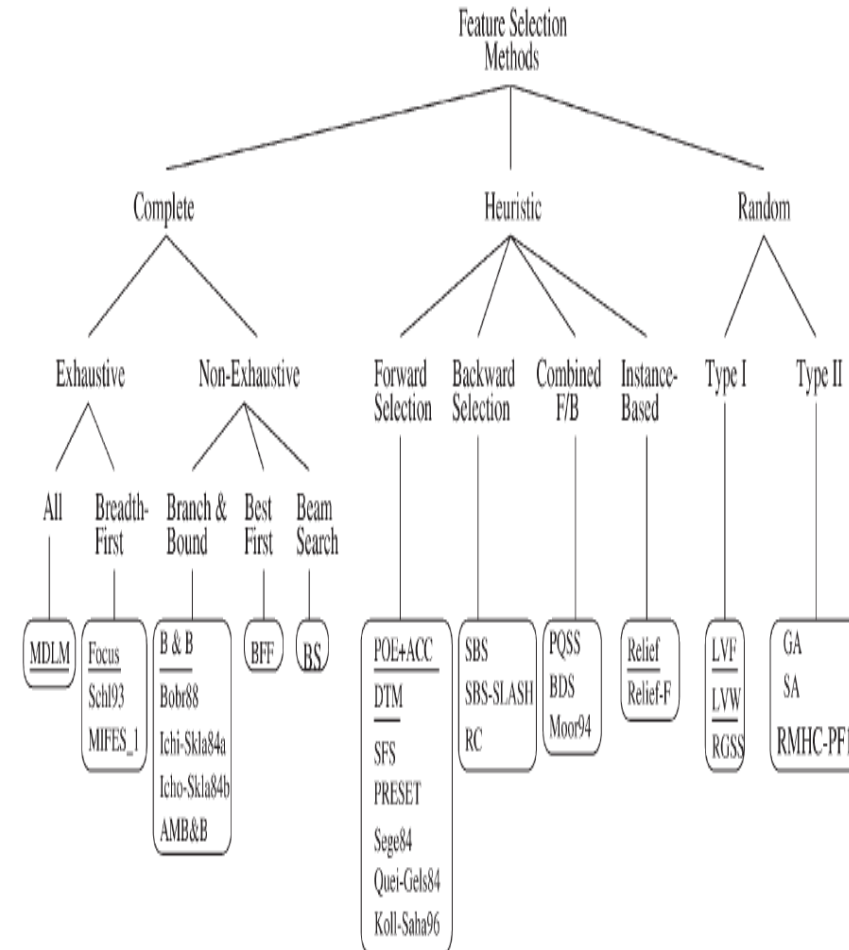 Feature Selection
Methods
Complete
Heuristic
Random
Exhaustive
Non-Exhaustive
Forward
Selection
Backward
Selection
Combined
F/B
Instance-
Based
Type I
Type II
All
Breadth-
First
Branch &
Bound
Best
First
Beam
Search
MDLM
Focus
Schl93
MIFES_1
B & B
Bobr88
Ichi-Skla84a
Icho-Skla84b
AMB&B
BFF
BS
POE+ACC
DTM
SFS
PRESET
Sege84
Quei-Gels84
Koll-Saha96
SBS
SBS-SLASH
RC
PQSS
BDS
Moor94
Relief
Relief-F
LVF
LVW
RGSS
GA
SA
RMHC-PF1